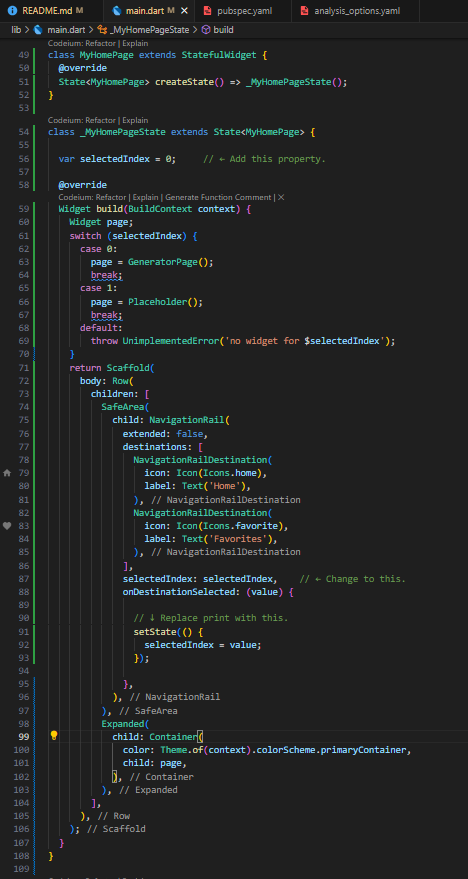 README.md M main.dart M × pubspec.yaml analysis_options.yaml
lib > main.dart > _MyHomePageState > build
Codeium: Refactor | Explain
49 class MyHomePage extends StatefulWidget {
50 @override
51 State<MyHomePage> createState() => _MyHomePageState();
52 }
53
Codeium: Refactor | Explain
54 class _MyHomePageState extends State<MyHomePage> {
55
56 var selectedIndex = 0; // ← Add this property.
57
58 @override
Codeium: Refactor | Explain | Generate Function Comment | ×
59 Widget build(BuildContext context) {
60 Widget page;
61 switch (selectedIndex) {
62 case 0:
63 page = GeneratorPage();
64 break;
65 case 1:
66 page = Placeholder();
67 break;
68 default:
69 throw UnimplementedError('no widget for $selectedIndex');
70 }
71 return Scaffold(
72 body: Row(
73 children: [
74 SafeArea(
75 child: NavigationRail(
76 extended: false,
77 destinations: [
78 NavigationRailDestination(
79 icon: Icon(Icons.home),
80 label: Text('Home'),
81 ), // NavigationRailDestination
82 NavigationRailDestination(
83 icon: Icon(Icons.favorite),
84 label: Text('Favorites'),
85 ), // NavigationRailDestination
86 ],
87 selectedIndex: selectedIndex, // ← Change to this.
88 onDestinationSelected: (value) {
89
90 // ↓ Replace print with this.
91 setState(() {
92 selectedIndex = value;
93 });
94
95 },
96 ), // NavigationRail
97 ), // SafeArea
98 Expanded(
99 child: Container(
100 color: Theme.of(context).colorScheme.primaryContainer,
101 child: page,
102 ), // Container
103 ), // Expanded
104 ],
105 ), // Row
106 ); // Scaffold
107 }
108 }
109